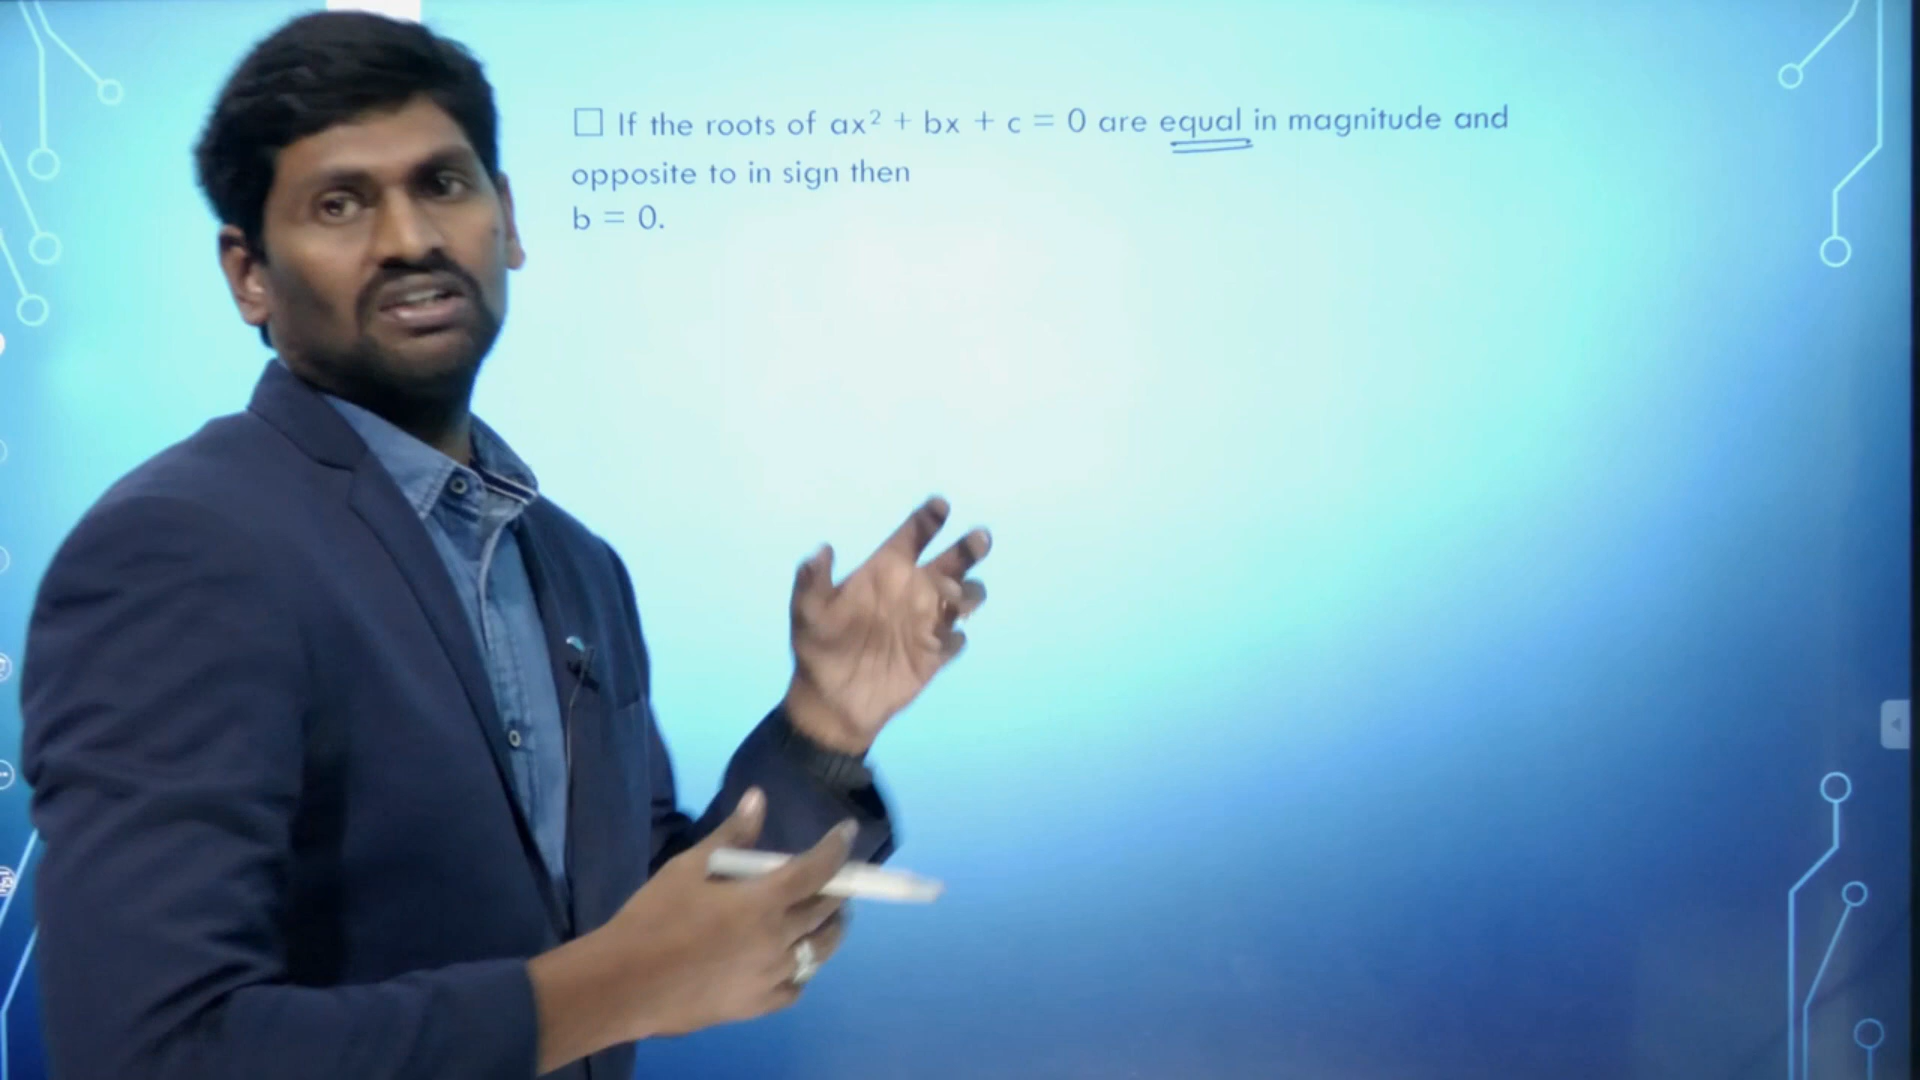 □ If the roots of ax² + bx + c = 0 are equal in magnitude and
opposite to in sign then
b = 0.